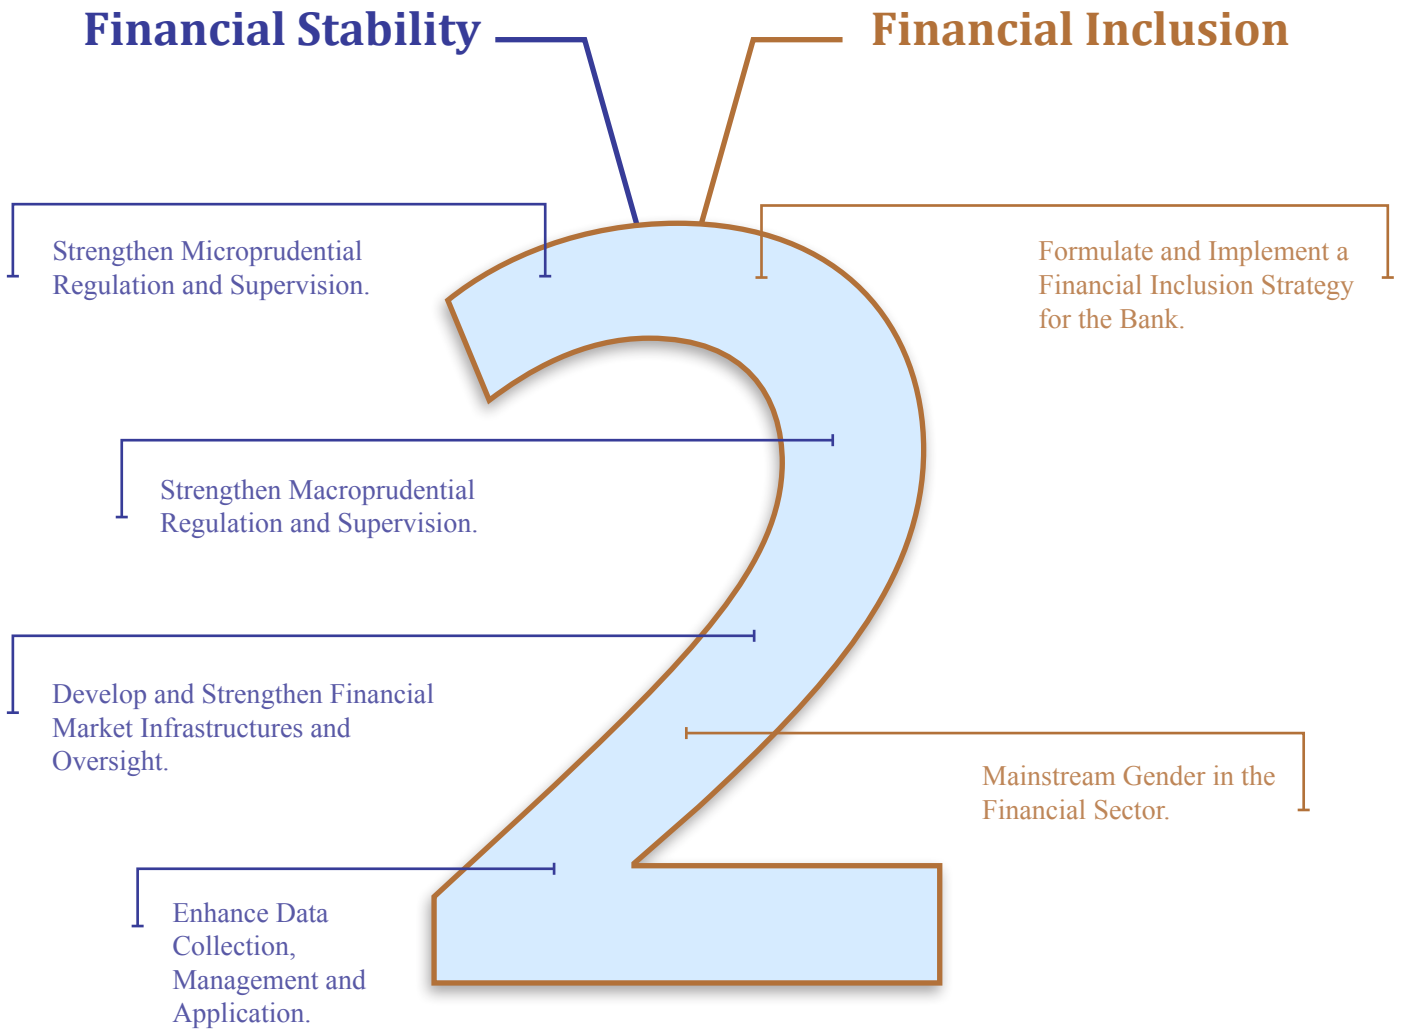 Financial Stability
Financial Inclusion
Strengthen Microprudential
Regulation and Supervision.
Formulate and Implement a
Financial Inclusion Strategy
for the Bank.
Strengthen Macroprudential
Regulation and Supervision.
Develop and Strengthen Financial
Market Infrastructures and
Oversight.
Mainstream Gender in the
Financial Sector.
Enhance Data
Collection,
Management and
Application.
2